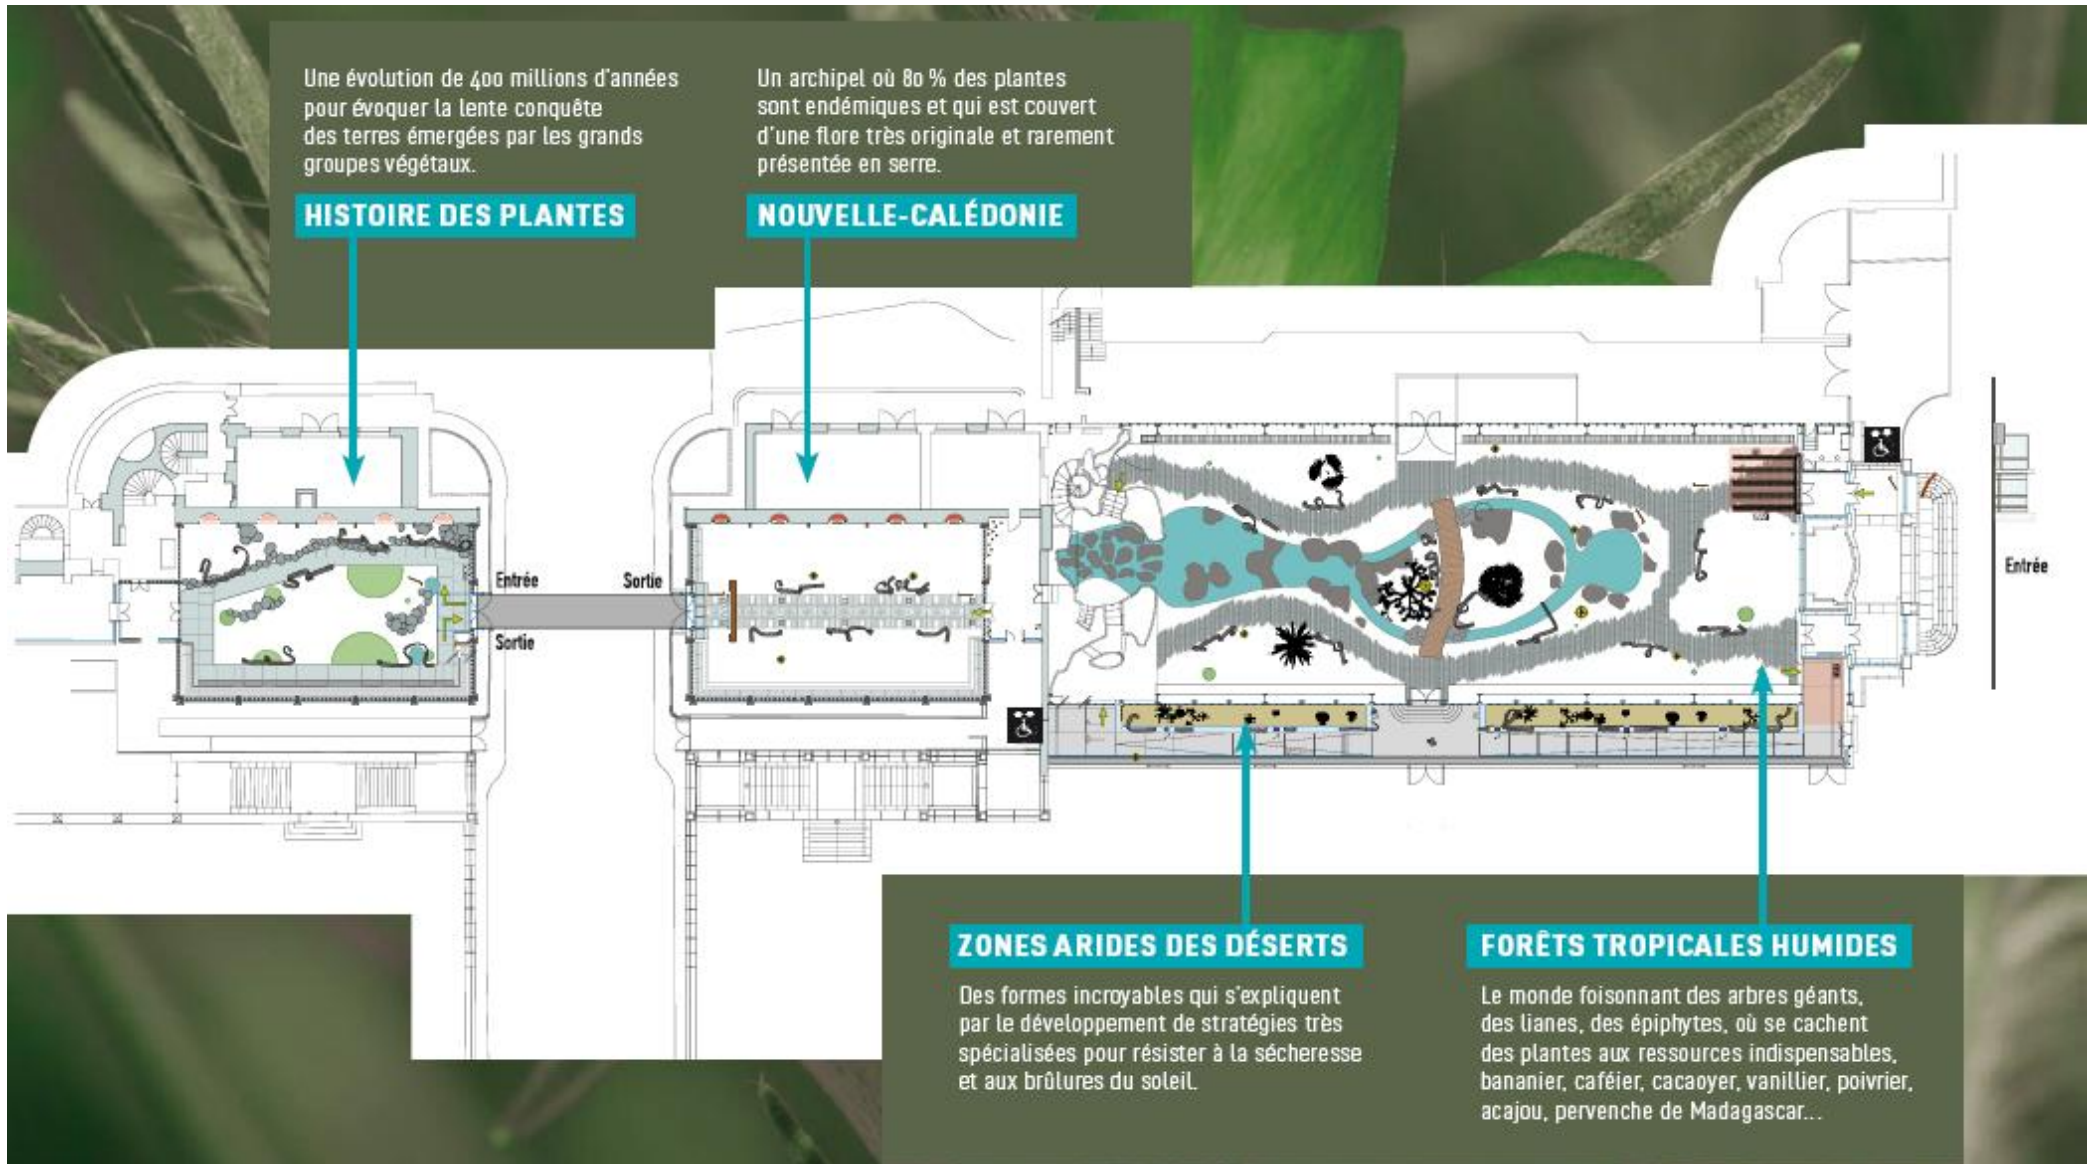 Une évolution de 400 millions d'années
pour évoquer la lente conquête
des terres émergées par les grands
groupes végétaux.
HISTOIRE DES PLANTES
Un archipel où 80 % des plantes
sont endémiques et qui est couvert
d'une flore très originale et rarement
présentée en serre.
NOUVELLE-CALÉDONIE
Entrée
Sortie
Sortie
Entrée
ZONES ARIDES DES DÉSERTS
Des formes incroyables qui s'expliquent
par le développement de stratégies très
spécialisées pour résister à la sécheresse
et aux brûlures du soleil.
FORÊTS TROPICALES HUMIDES
Le monde foisonnant des arbres géants,
des lianes, des épiphytes, où se cachent
des plantes aux ressources indispensables,
bananier, caféier, cacaoyer, vanillier, poivrier,
acajou, pervenche de Madagascar...